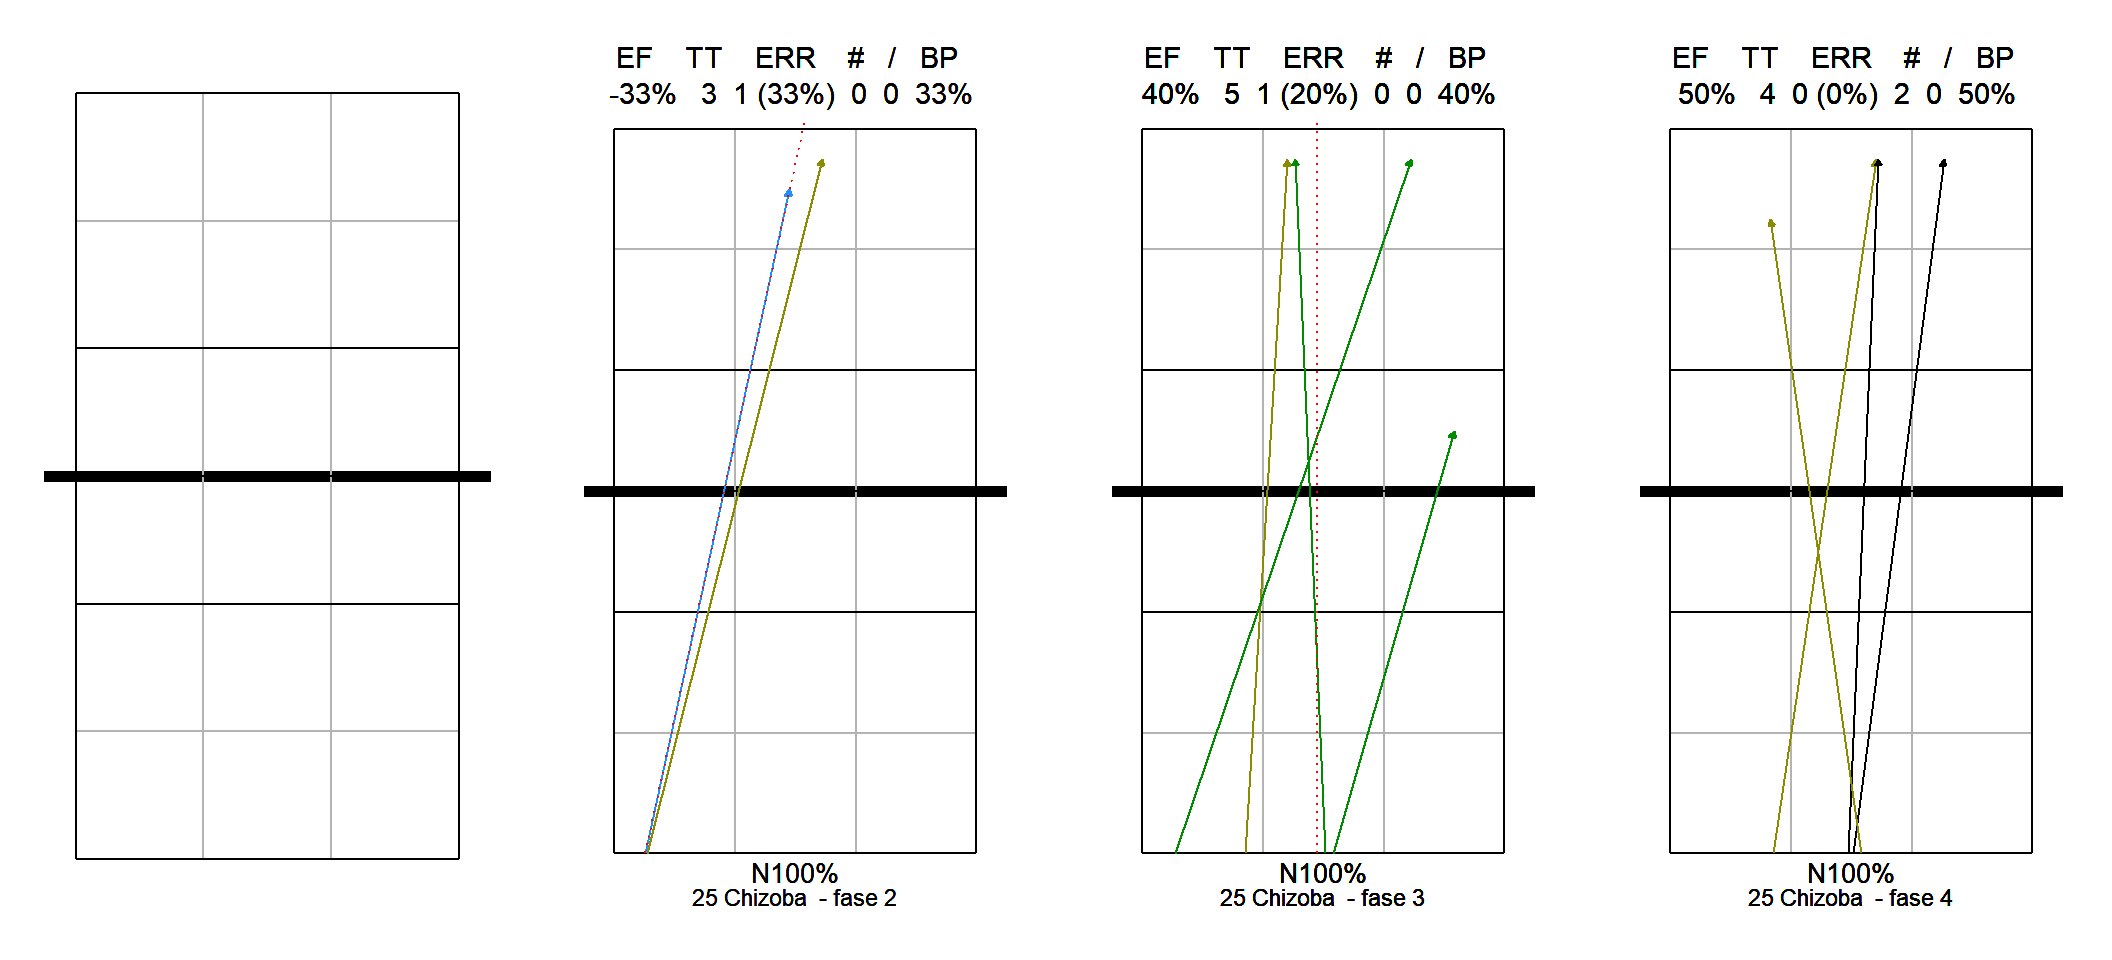 EF TT ERR # / BP
-33% 3 1 (33%) 0 0 33%
N100%
25 Chizoba - fase 2
EF TT ERR # / BP
40% 5 1 (20%) 0 0 40%
N100%
25 Chizoba - fase 3
EF TT ERR # / BP
50% 4 0 (0%) 2 0 50%
N100%
25 Chizoba - fase 4